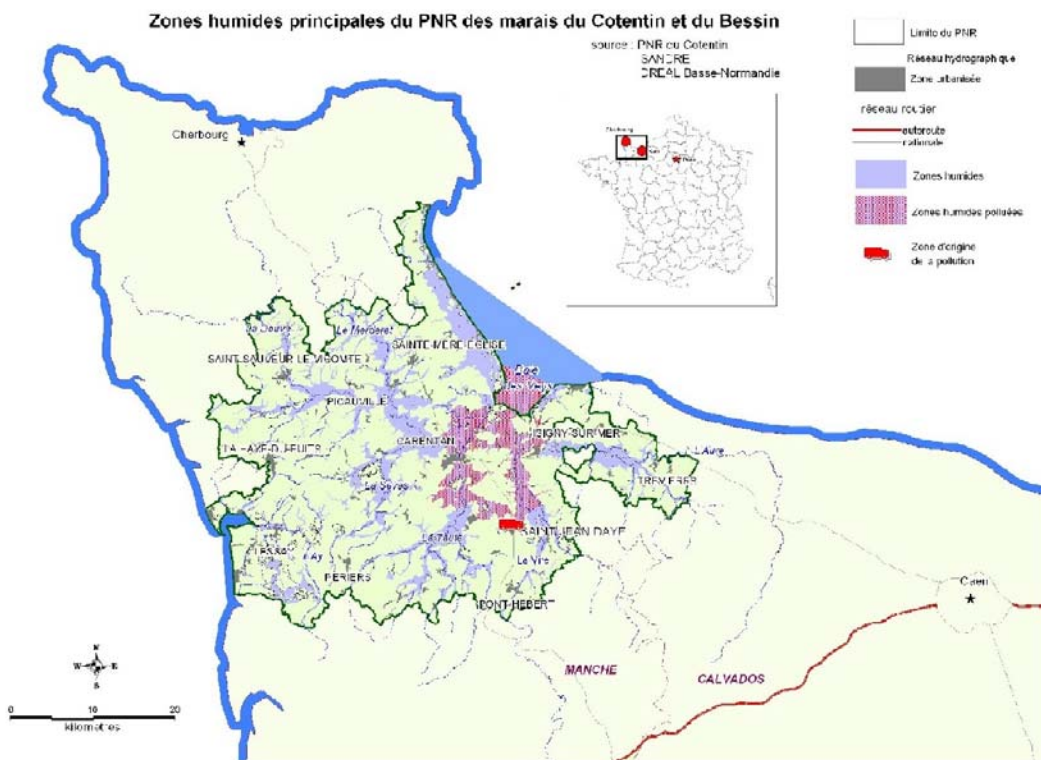 Zones humides principales du PNR des marais du Cotentin et du Bessin
source : PNR du Cotentin
SANDRE
DREAL Basse-Normandie
Limite du PNR
Réseau hydrographique
Zone urbanisée
réseau routier
autoroute
nationale
Zones humides
Zones humides polluées
Zone d'origine
de la pollution
Cherbourg
Cherbourg
Caen
Paris
La Douve
Le Merderet
SAINTE-MERE-EGLISE
SAINT-SAUVEUR LE VICOMTE
Baie
des Veys
PICAUVILLE
CARENTAN
ISIGNY-SUR-MER
LA HAYE-DU-PUITS
L'Aure
La Sèves
TREVIERES
La Taute
SAINT-JEAN-DAYE
LESSAY
L'Ay
PERIERS
La Vire
PONT-HEBERT
Caen
MANCHE
CALVADOS
N
W E
S
0 10 20
kilomètres